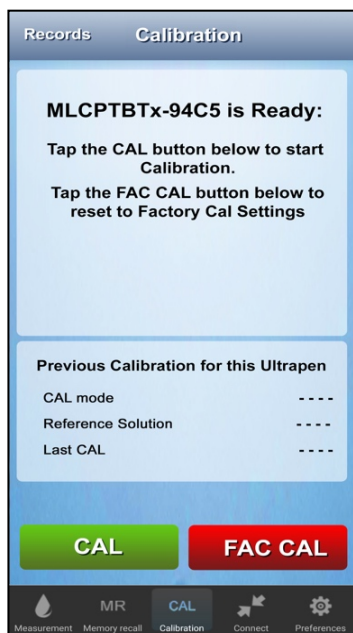 Records Calibration
MLCPTBTx-94C5 is Ready:
Tap the CAL button below to start
Calibration.
Tap the FAC CAL button below to
reset to Factory Cal Settings
Previous Calibration for this Ultrapen
CAL mode - - - -
Reference Solution - - - -
Last CAL - - - -
CAL FAC CAL
MR CAL
Measurement Memory recall Calibration Connect Preferences